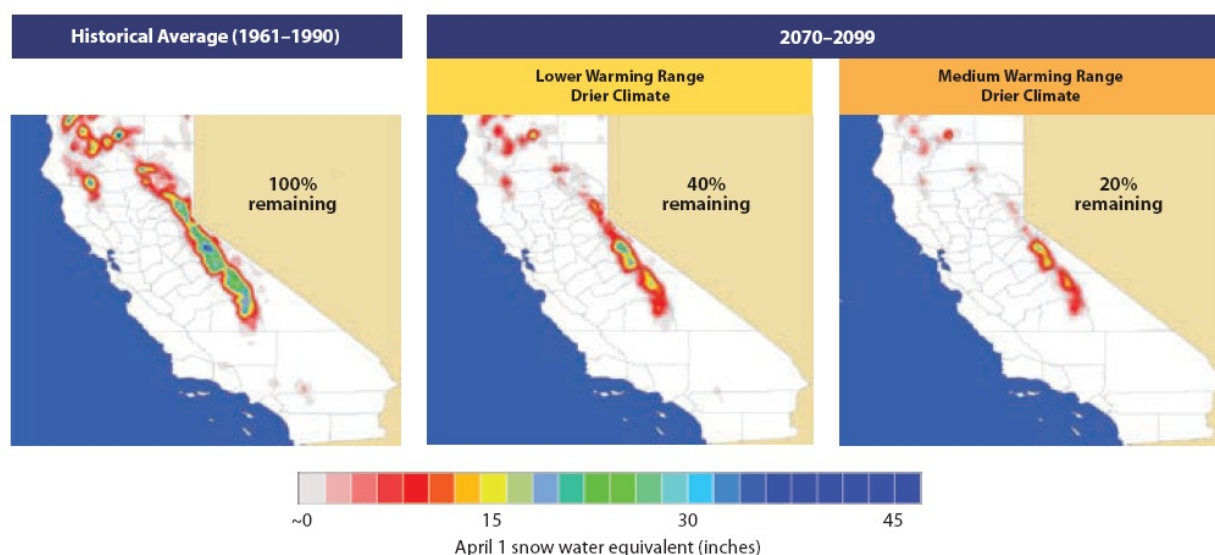 Historical Average (1961–1990)
2070–2099
Lower Warming Range
Drier Climate
Medium Warming Range
Drier Climate
100%
remaining
40%
remaining
20%
remaining
~0 15 30 45
April 1 snow water equivalent (inches)